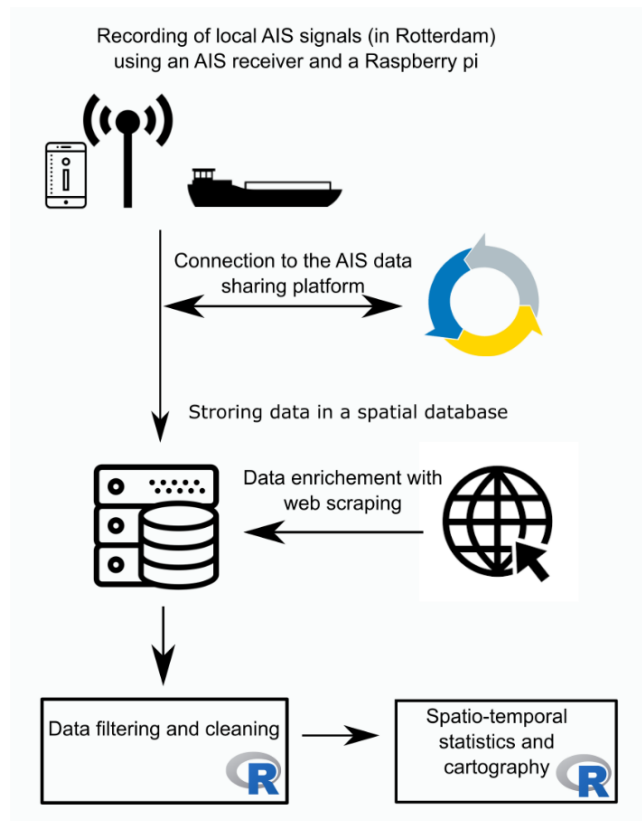 Recording of local AIS signals (in Rotterdam)
using an AIS receiver and a Raspberry pi
Connection to the AIS data
sharing platform
Stroring data in a spatial database
Data enrichement with
web scraping
Data filtering and cleaning
R
Spatio-temporal
statistics and
cartography
R